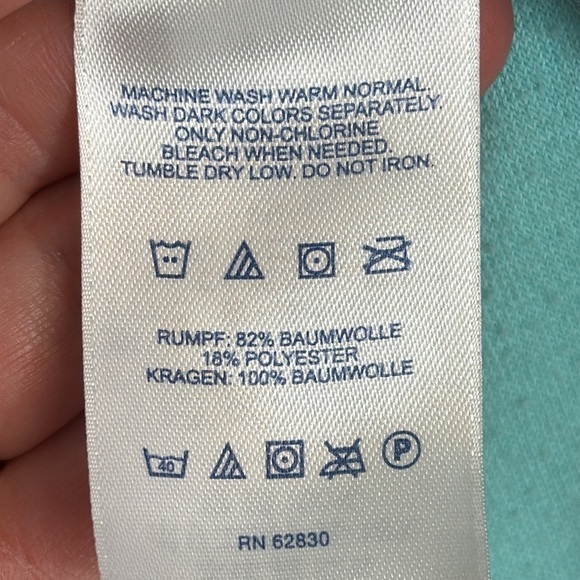 MACHINE WASH WARM NORMAL.
WASH DARK COLORS SEPARATELY.
ONLY NON-CHLORINE
BLEACH WHEN NEEDED.
TUMBLE DRY LOW. DO NOT IRON.
RUMPF: 82% BAUMWOLLE
18% POLYESTER
KRAGEN: 100% BAUMWOLLE
40 P
RN 62830